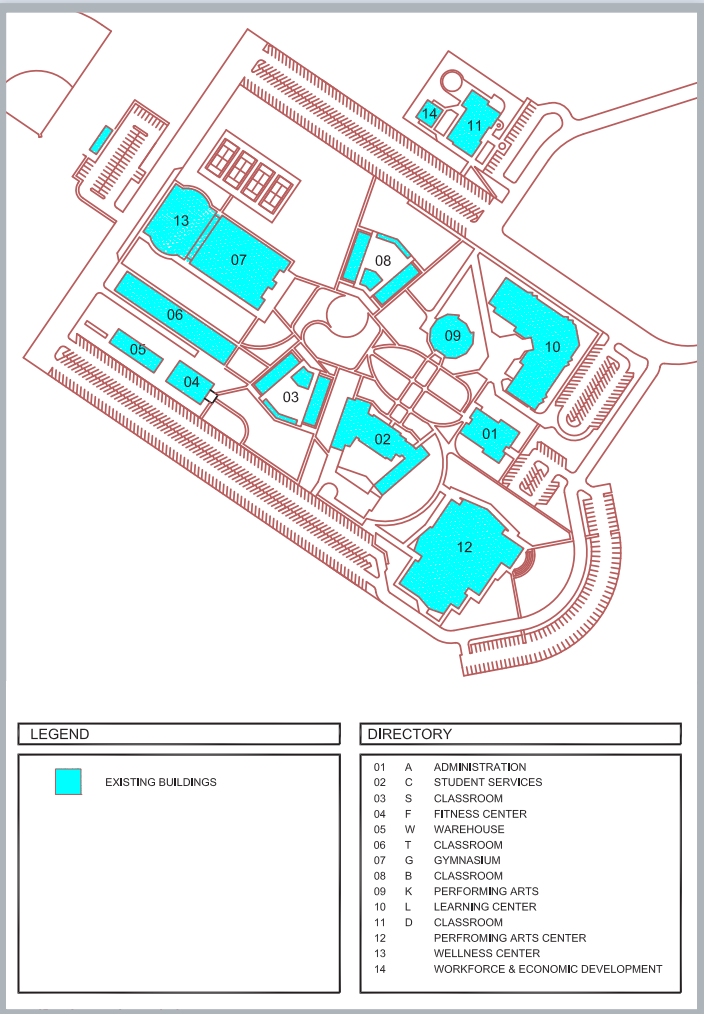 14
11
13
07
08
06
09
10
05
04
03
02
01
12
LEGEND
EXISTING BUILDINGS
DIRECTORY
01 A ADMINISTRATION
02 C STUDENT SERVICES
03 S CLASSROOM
04 F FITNESS CENTER
05 W WAREHOUSE
06 T CLASSROOM
07 G GYMNASIUM
08 B CLASSROOM
09 K PERFORMING ARTS
10 L LEARNING CENTER
11 D CLASSROOM
12 PERFROMING ARTS CENTER
13 WELLNESS CENTER
14 WORKFORCE & ECONOMIC DEVELOPMENT